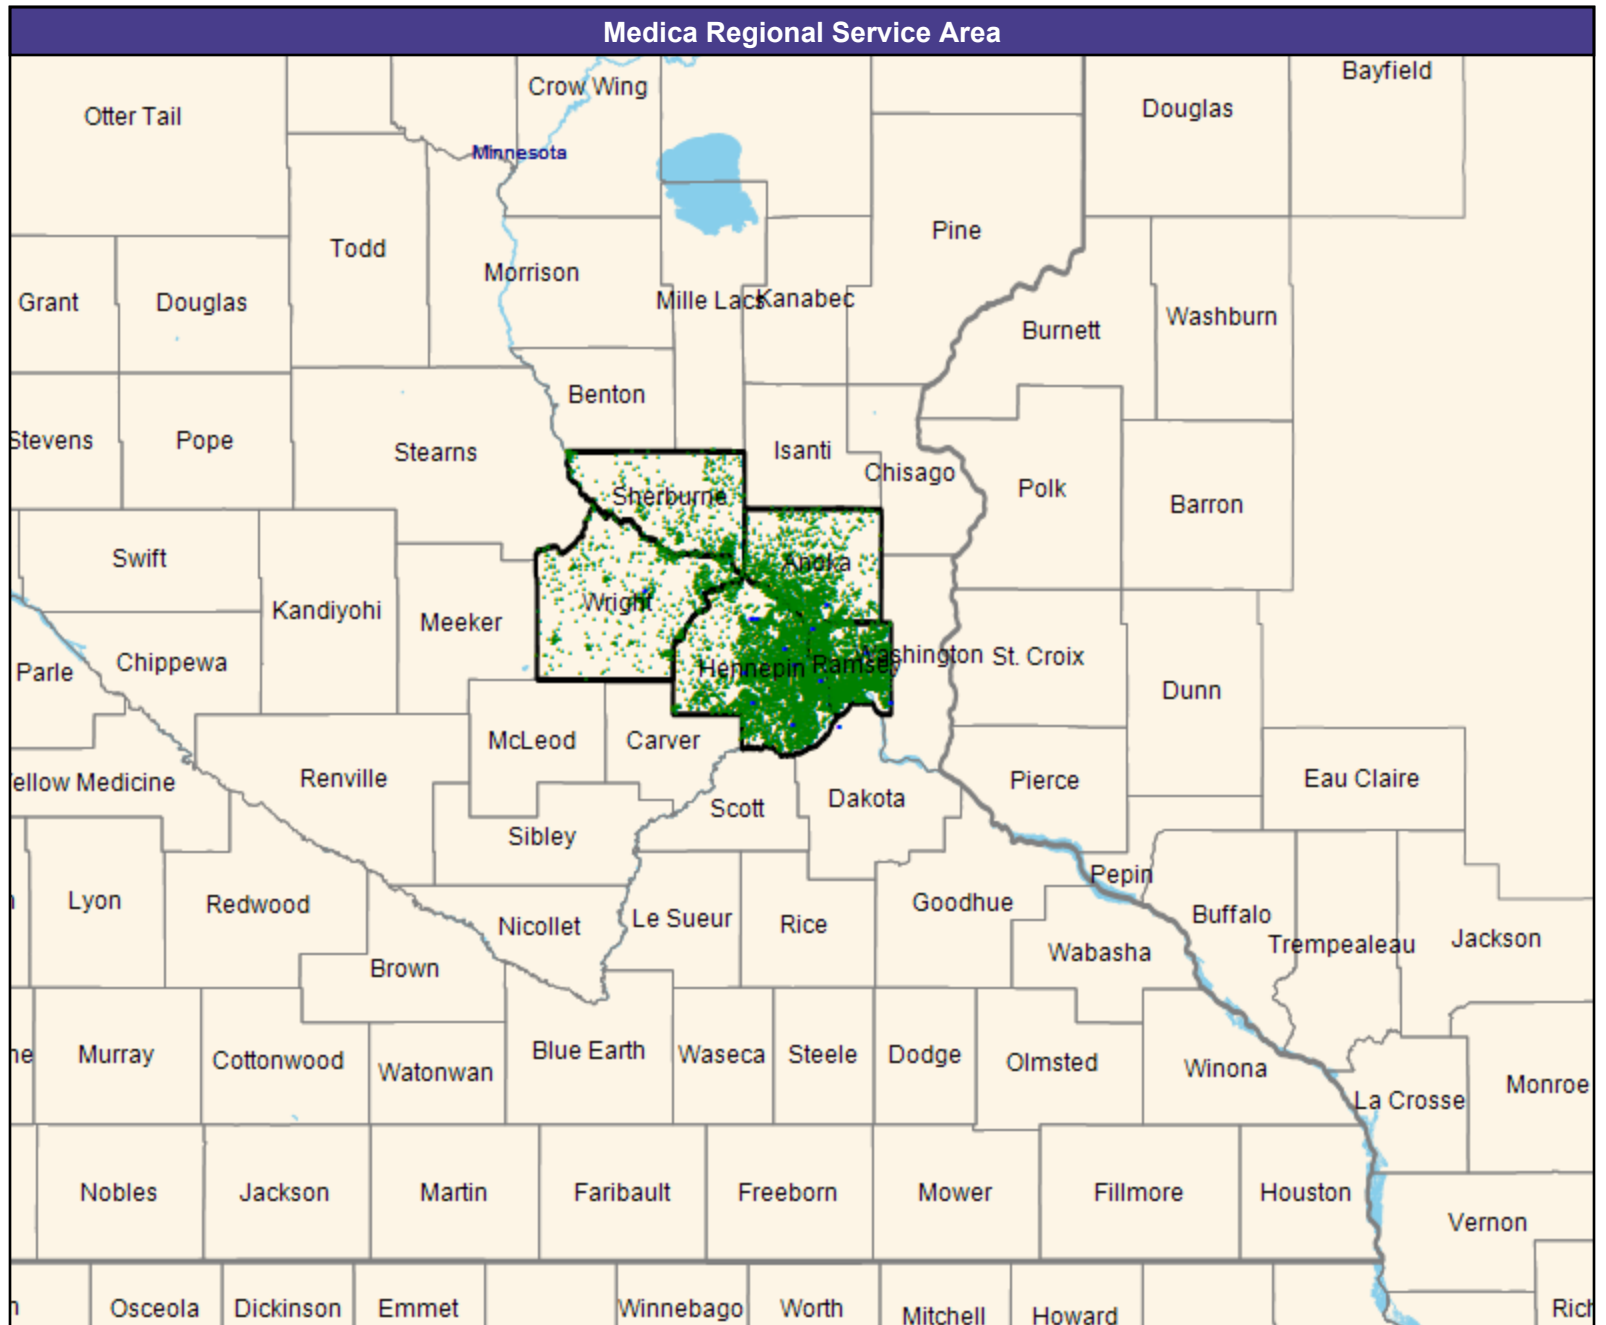 Medica Regional Service Area
Crow Wing
Bayfield
Otter Tail
Douglas
Minnesota
Pine
Todd
Morrison
Grant
Douglas
Mille Lacs
Kanabec
Washburn
Burnett
Benton
Stevens
Pope
Stearns
Isanti
Chisago
Polk
Barron
Sherburne
Swift
Anoka
Wright
Kandiyohi
Meeker
Parle
Chippewa
Hennepin
Ramsey
Washington
St. Croix
Dunn
McLeod
Carver
Yellow Medicine
Renville
Pierce
Eau Claire
Scott
Dakota
Sibley
Pepin
Lyon
Redwood
Goodhue
Nicollet
Le Sueur
Rice
Buffalo
Trempealeau
Jackson
Wabasha
Brown
Murray
Cottonwood
Watonwan
Blue Earth
Waseca
Steele
Dodge
Olmsted
Winona
La Crosse
Monroe
Nobles
Jackson
Martin
Faribault
Freeborn
Mower
Fillmore
Houston
Vernon
Osceola
Dickinson
Emmet
Winnebago
Worth
Mitchell
Howard
Rich